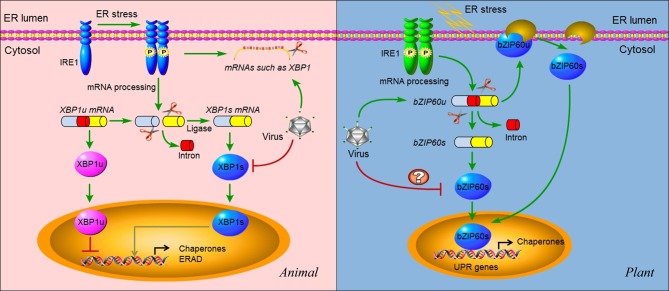 ER lumen
ER stress
Cytosol
IRE1
P
P
mRNAs such as XBP1
mRNA processing
XBP1u mRNA
XBP1s mRNA
Ligase
Intron
Virus
XBP1u
XBP1s
XBP1u
XBP1s
Chaperones
ERAD
Animal
ER stress
ER lumen
Cytosol
IRE1
P
P
bZIP60u
bZIP60s
mRNA processing
bZIP60u
Intron
bZIP60s
Virus
?
bZIP60s
bZIP60s
Chaperones
UPR genes
Plant